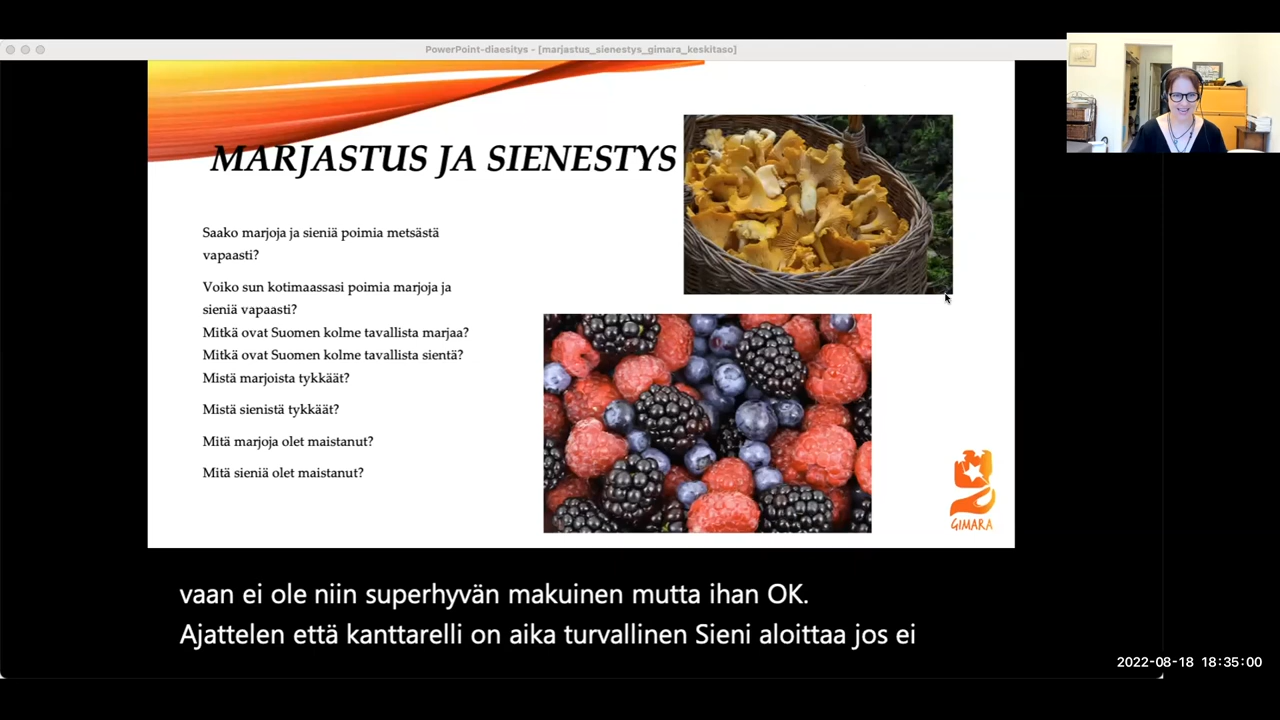 PowerPoint-diaesitys - [marjastus_sienestys_gimara_keskitaso]
MARJASTUS JA SIENESTYS
Saako marjoja ja sieniä poimia metsästä
vapaasti?
Voiko sun kotimaassasi poimia marjoja ja
sieniä vapaasti?
Mitkä ovat Suomen kolme tavallista marjaa?
Mitkä ovat Suomen kolme tavallista sientä?
Mistä marjoista tykkäät?
Mistä sienistä tykkäät?
Mitä marjoja olet maistanut?
Mitä sieniä olet maistanut?
GIMARA
vaan ei ole niin superhyvän makuinen mutta ihan OK.
Ajattelen että kanttarelli on aika turvallinen Sieni aloittaa jos ei
2022-08-18 18:35:00